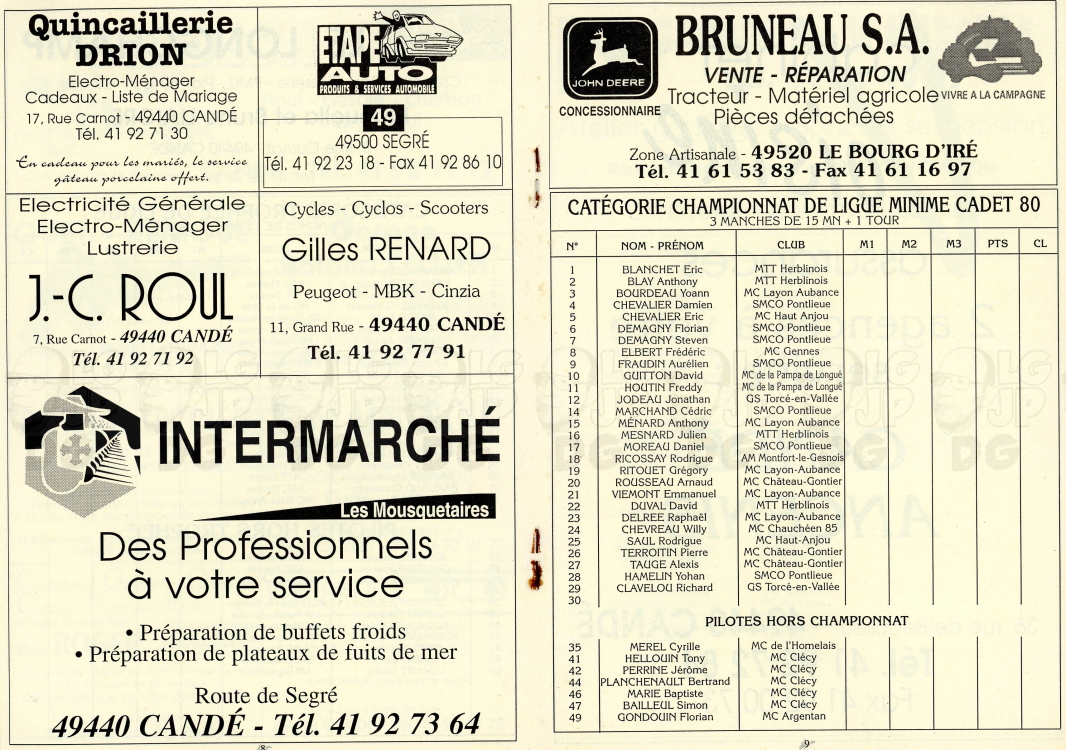 Quincaillerie
DRION
Electro-Ménager
Cadeaux - Liste de Mariage
17, Rue Carnot - 49440 CANDÉ
Tél. 41 92 71 30
En cadeau pour les mariés, le service
gâteau porcelaine offert.
ETAPE
AUTO
PRODUITS & SERVICES AUTOMOBILE
49
49500 SEGRÉ
Tél. 41 92 23 18 - Fax 41 92 86 10
Electricité Générale
Electro-Ménager
Lustrerie
J.-C. ROUL
7, Rue Carnot - 49440 CANDÉ
Tél. 41 92 71 92
Cycles - Cyclos - Scooters
Gilles RENARD
Peugeot - MBK - Cinzia
11, Grand Rue - 49440 CANDÉ
Tél. 41 92 77 91
INTERMARCHÉ
Les Mousquetaires
Des Professionnels
à votre service
• Préparation de buffets froids
• Préparation de plateaux de fuits de mer
Route de Segré
49440 CANDÉ - Tél. 41 92 73 64
8
JOHN DEERE
CONCESSIONNAIRE
BRUNEAU S.A.
VENTE - RÉPARATION
Tracteur - Matériel agricole
Pièces détachées
VIVRE A LA CAMPAGNE
Zone Artisanale - 49520 LE BOURG D'IRÉ
Tél. 41 61 53 83 - Fax 41 61 16 97
CATÉGORIE CHAMPIONNAT DE LIGUE MINIME CADET 80
3 MANCHES DE 15 MN + 1 TOUR
N° NOM - PRÉNOM CLUB M1 M2 M3 PTS CL
1 BLANCHET Eric MTT Herblinois
2 BLAY Anthony MTT Herblinois
3 BOURDEAU Yoann MC Layon Aubance
4 CHEVALIER Damien SMCO Pontlieue
5 CHEVALIER Eric MC Haut Anjou
6 DEMAGNY Florian SMCO Pontlieue
7 DEMAGNY Steven SMCO Pontlieue
8 ELBERT Frédéric MC Gennes
9 FRAUDIN Aurélien SMCO Pontlieue
10 GUITTON David MC de la Pampa de Longué
11 HOUTIN Freddy MC de la Pampa de Longué
12 JODEAU Jonathan GS Torcé-en-Vallée
14 MARCHAND Cédric SMCO Pontlieue
15 MÉNARD Anthony MC Layon Aubance
16 MESNARD Julien MTT Herblinois
17 MOREAU Daniel SMCO Pontlieue
18 RICOSSAY Rodrigue AM Montfort-le-Gesnois
19 RITOUET Grégory MC Layon-Aubance
20 ROUSSEAU Arnaud MC Château-Gontier
21 VIEMONT Emmanuel MC Layon-Aubance
22 DUVAL David MTT Herblinois
23 DELREE Raphaël MC Layon-Aubance
24 CHEVREAU Willy MC Chauchéen 85
25 SAUL Rodrigue MC Haut-Anjou
26 TERROITIN Pierre MC Château-Gontier
27 TAUGE Alexis MC Château-Gontier
28 HAMELIN Yohan SMCO Pontlieue
29 CLAVELOU Richard GS Torcé-en-Vallée
30
PILOTES HORS CHAMPIONNAT
35 MEREL Cyrille MC de l'Homelais
41 HELLOUIN Tony MC Clécy
42 PERRINE Jérôme MC Clécy
44 PLANCHENAULT Bertrand MC Clécy
46 MARIE Baptiste MC Clécy
47 BAILLEUL Simon MC Clécy
49 GONDOUIN Florian MC Argentan
9